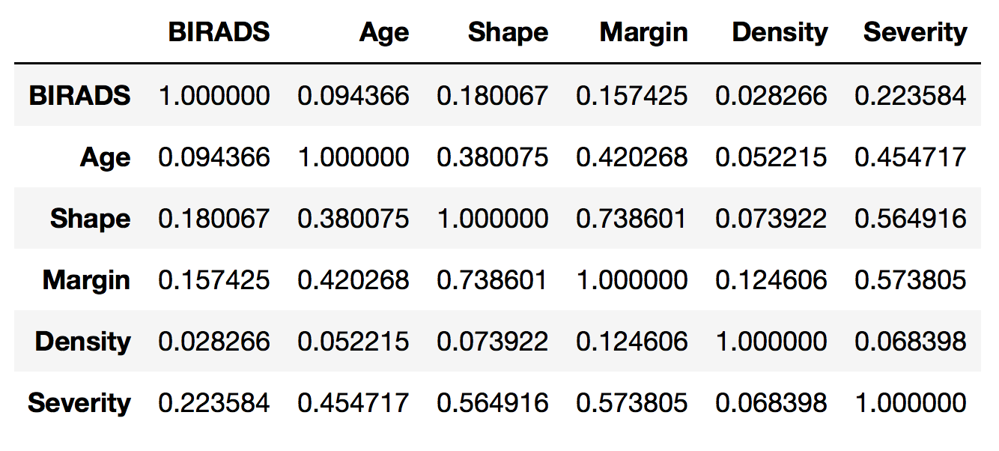 BIRADS Age Shape Margin Density Severity
BIRADS 1.000000 0.094366 0.180067 0.157425 0.028266 0.223584
Age 0.094366 1.000000 0.380075 0.420268 0.052215 0.454717
Shape 0.180067 0.380075 1.000000 0.738601 0.073922 0.564916
Margin 0.157425 0.420268 0.738601 1.000000 0.124606 0.573805
Density 0.028266 0.052215 0.073922 0.124606 1.000000 0.068398
Severity 0.223584 0.454717 0.564916 0.573805 0.068398 1.000000